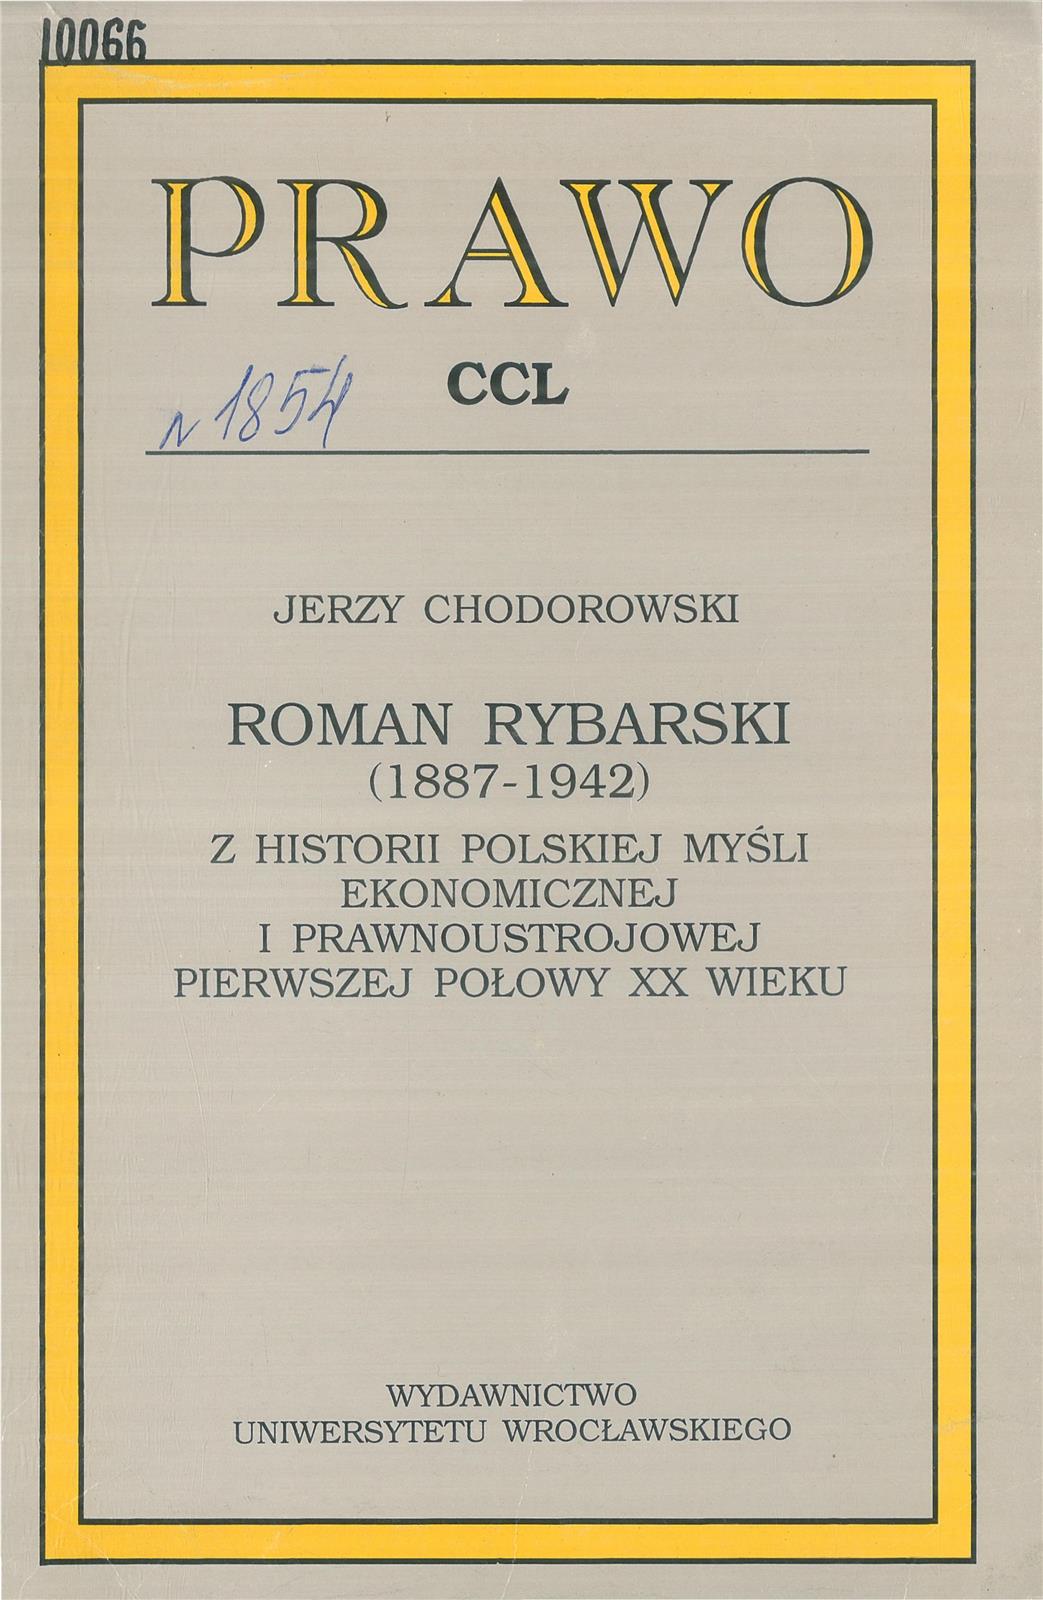 10066
PRAWO
CCL
N 1854
JERZY CHODOROWSKI
ROMAN RYBARSKI
(1887-1942)
Z HISTORII POLSKIEJ MYŚLI
EKONOMICZNEJ
I PRAWNOUSTROJOWEJ
PIERWSZEJ POŁOWY XX WIEKU
WYDAWNICTWO
UNIWERSYTETU WROCŁAWSKIEGO